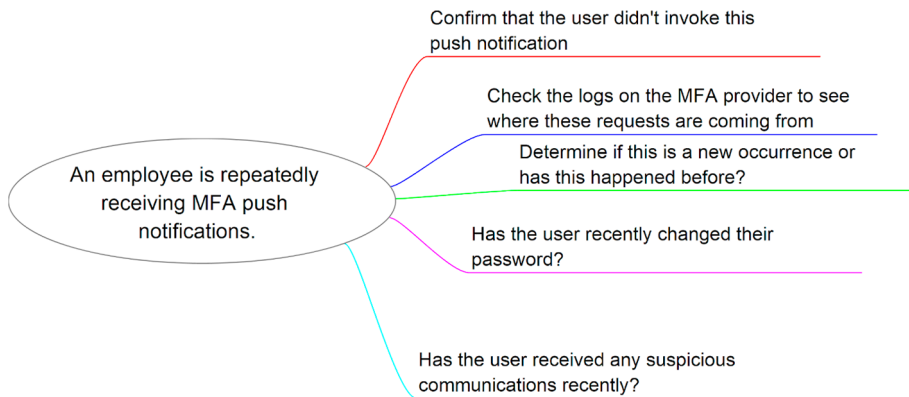 Confirm that the user didn't invoke this
push notification
Check the logs on the MFA provider to see
where these requests are coming from
Determine if this is a new occurrence or
has this happened before?
An employee is repeatedly
receiving MFA push
notifications.
Has the user recently changed their
password?
Has the user received any suspicious
communications recently?